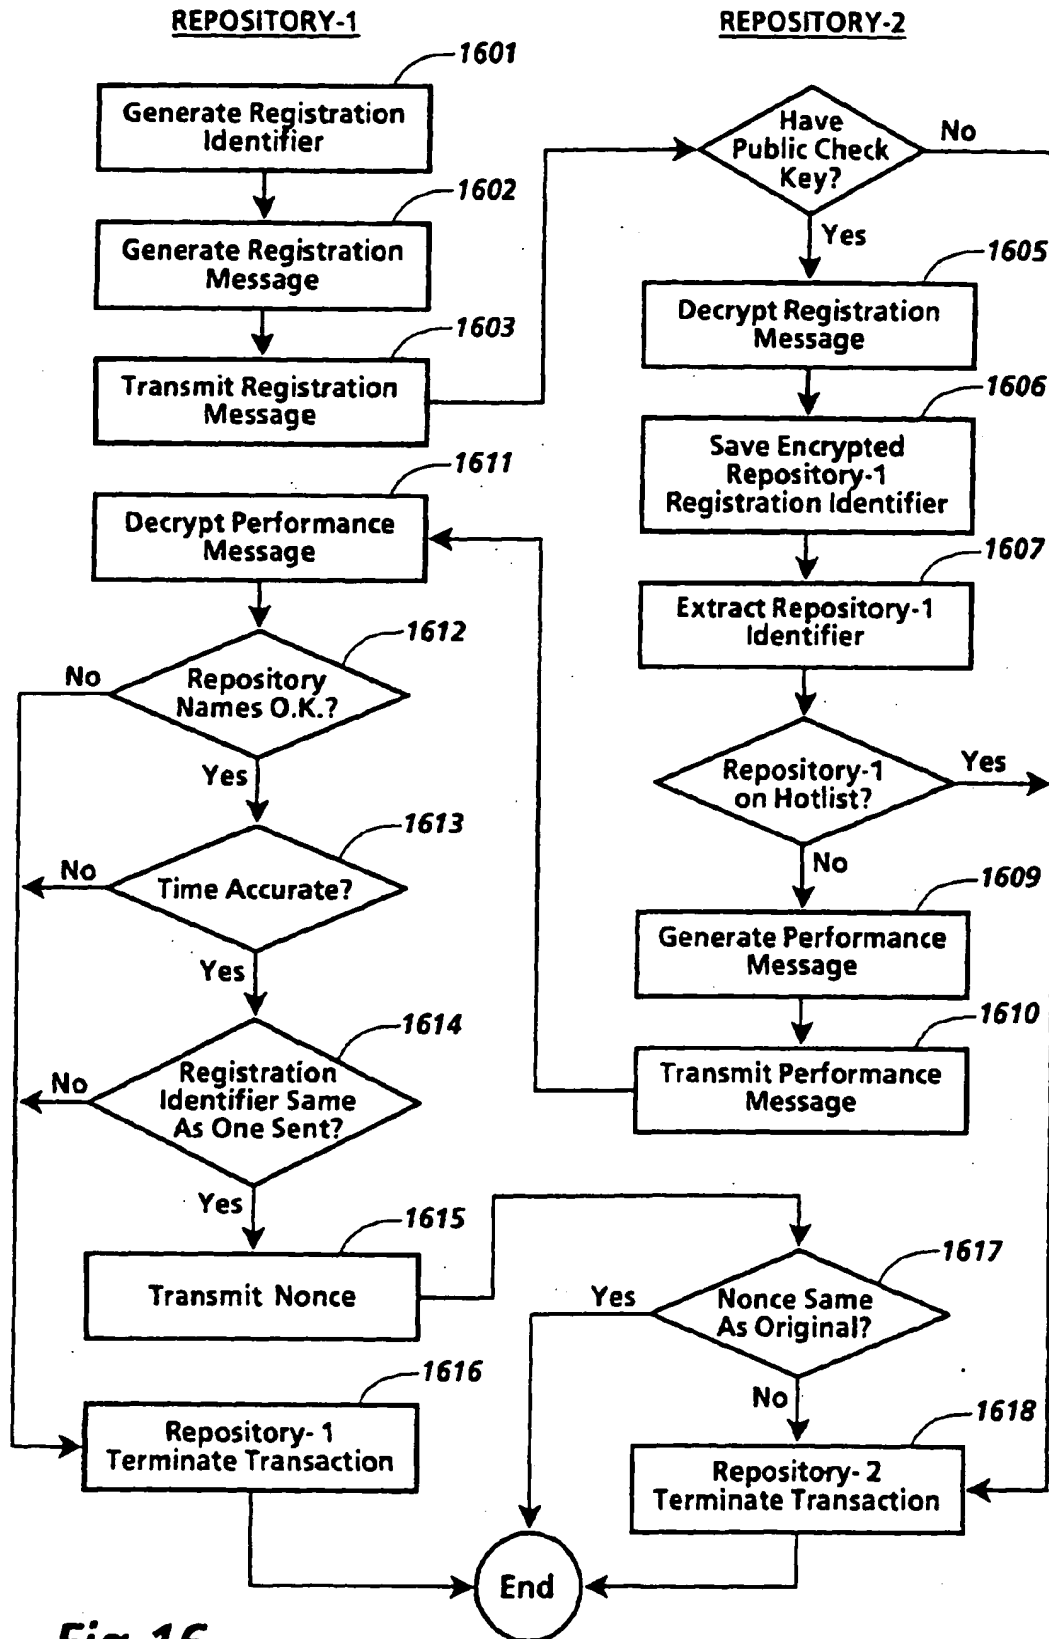 REPOSITORY-1
1601
Generate Registration
Identifier
1602
Generate Registration
Message
1603
Transmit Registration
Message
1611
Decrypt Performance
Message
1612
No
Repository
Names O.K.?
Yes
1613
No
Time Accurate?
Yes
1614
No
Registration
Identifier Same
As One Sent?
Yes
1615
Transmit Nonce
1616
Repository- 1
Terminate Transaction
REPOSITORY-2
Have
Public Check
Key?
No
Yes
1605
Decrypt Registration
Message
1606
Save Encrypted
Repository-1
Registration Identifier
1607
Extract Repository-1
Identifier
Repository-1
on Hotlist?
Yes
No
1609
Generate Performance
Message
1610
Transmit Performance
Message
1617
Yes
Nonce Same
As Original?
No
1618
Repository- 2
Terminate Transaction
End
Fig. 16